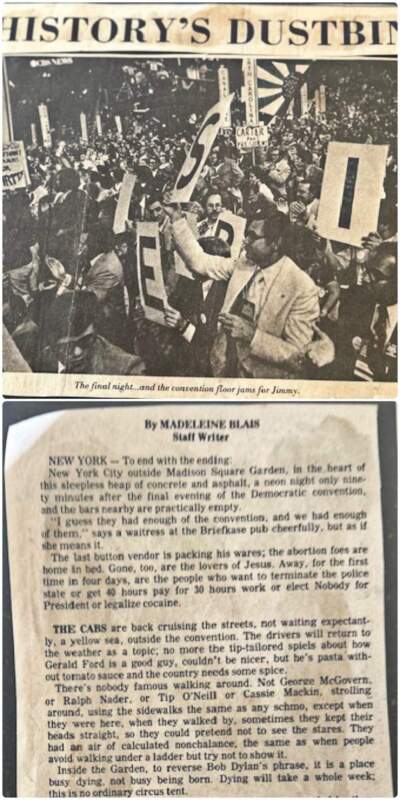 HISTORY'S DUSTBIN
CBS NEWS
CARTER
FOR
PRESIDENT
S
E
I
The final night...and the convention floor jams for Jimmy.
By MADELEINE BLAIS
Staff Writer
NEW YORK — To end with the ending:
New York City outside Madison Square Garden, in the heart of
this sleepless heap of concrete and asphalt, a neon night only nine-
ty minutes after the final evening of the Democratic convention,
and the bars nearby are practically empty.
"I guess they had enough of the convention, and we had enough
of them," says a waitress at the Briefkase pub cheerfully, but as if
she means it.
The last button vendor is packing his wares; the abortion foes are
home in bed. Gone, too, are the lovers of Jesus. Away, for the first
time in four days, are the people who want to terminate the police
state or get 40 hours pay for 30 hours work or elect Nobody for
President or legalize cocaine.
THE CABS are back cruising the streets, not waiting expectant-
ly, a yellow sea, outside the convention. The drivers will return to
the weather as a topic; no more the tip-tailored spiels about how
Gerald Ford is a good guy, couldn't be nicer, but he's pasta with-
out tomato sauce and the country needs some spice.
There's nobody famous walking around. Not George McGovern,
or Ralph Nader, or Tip O'Neill or Cassie Mackin, strolling
around, using the sidewalks the same as any schmo, except when
they were here, when they walked by, sometimes they kept their
heads straight, so they could pretend not to see the stares. They
had an air of calculated nonchalance, the same as when people
avoid walking under a ladder but try not to show it.
Inside the Garden, to reverse Bob Dylan's phrase, it is a place
busy dying, not busy being born. Dying will take a whole week;
this is no ordinary circus tent.